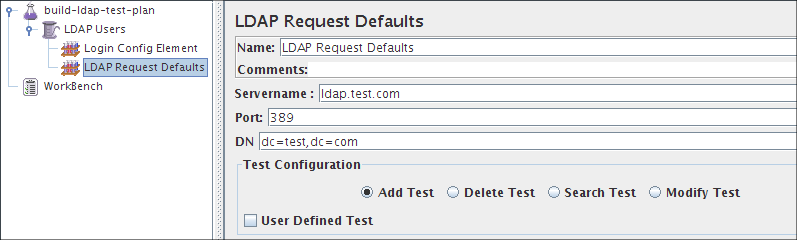 build-ldap-test-plan
LDAP Users
Login Config Element
LDAP Request Defaults
WorkBench
LDAP Request Defaults
Name: LDAP Request Defaults
Comments:
Servername : ldap.test.com
Port: 389
DN dc=test,dc=com
Test Configuration
Add Test Delete Test Search Test Modify Test
User Defined Test